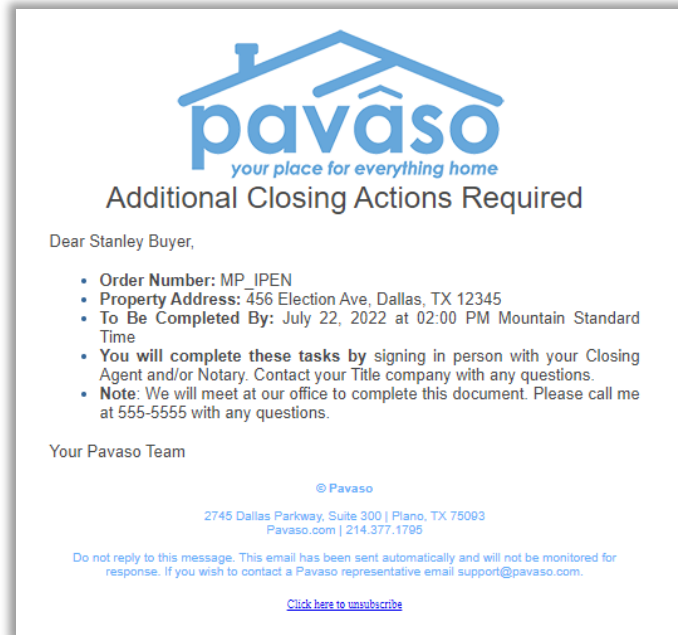 pavâso
your place for everything home
Additional Closing Actions Required
Dear Stanley Buyer,
• Order Number: MP_IPEN
• Property Address: 456 Election Ave, Dallas, TX 12345
• To Be Completed By: July 22, 2022 at 02:00 PM Mountain Standard
Time
• You will complete these tasks by signing in person with your Closing
Agent and/or Notary. Contact your Title company with any questions.
• Note: We will meet at our office to complete this document. Please call me
at 555-5555 with any questions.
Your Pavaso Team
© Pavaso
2745 Dallas Parkway, Suite 300 | Plano, TX 75093
Pavaso.com | 214.377.1795
Do not reply to this message. This email has been sent automatically and will not be monitored for
response. If you wish to contact a Pavaso representative email support@pavaso.com.
Click here to unsubscribe